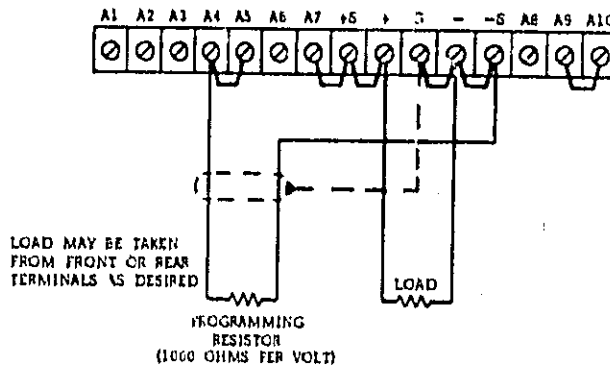 A1 A2 A3 A4 A5 A6 A7 +S + G - -S A8 A9 A10
LOAD MAY BE TAKEN
FROM FRONT OR REAR
TERMINALS AS DESIRED
LOAD
PROGRAMMING
RESISTOR
(1000 OHMS PER VOLT)